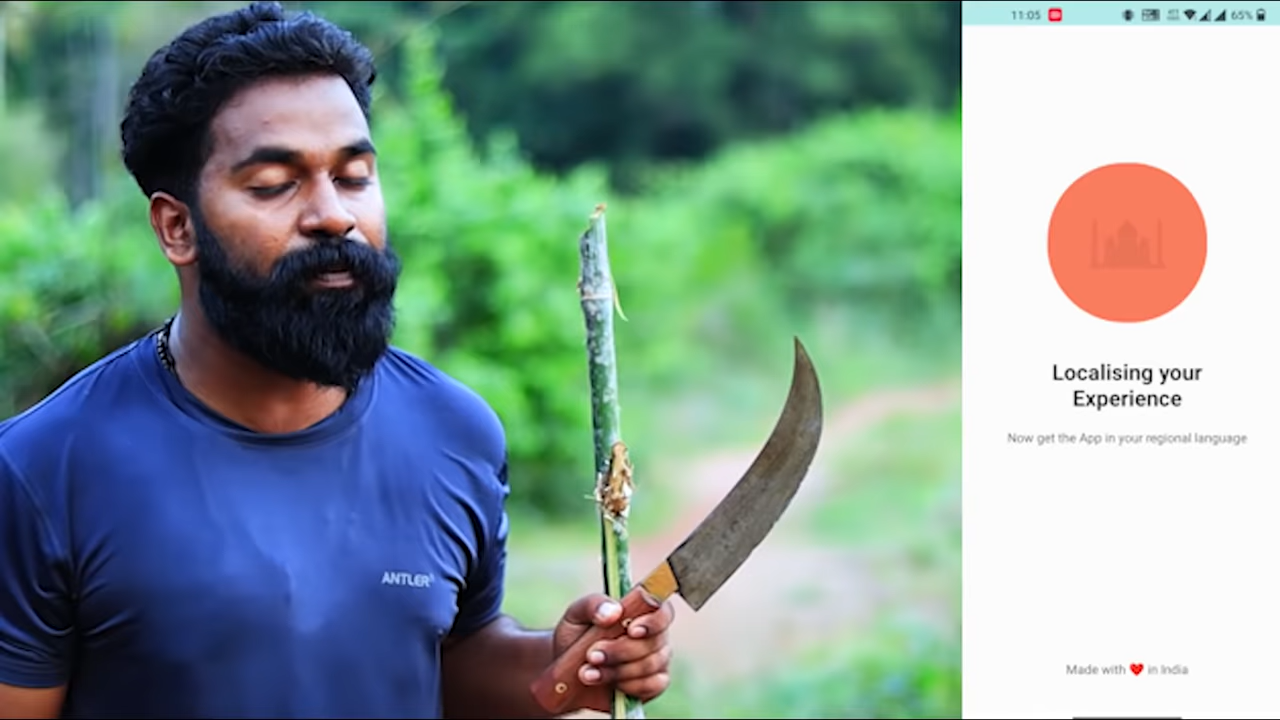 ANTLER
11:05
65%
Localising your
Experience
Now get the App in your regional language
Made with ❤️ in India